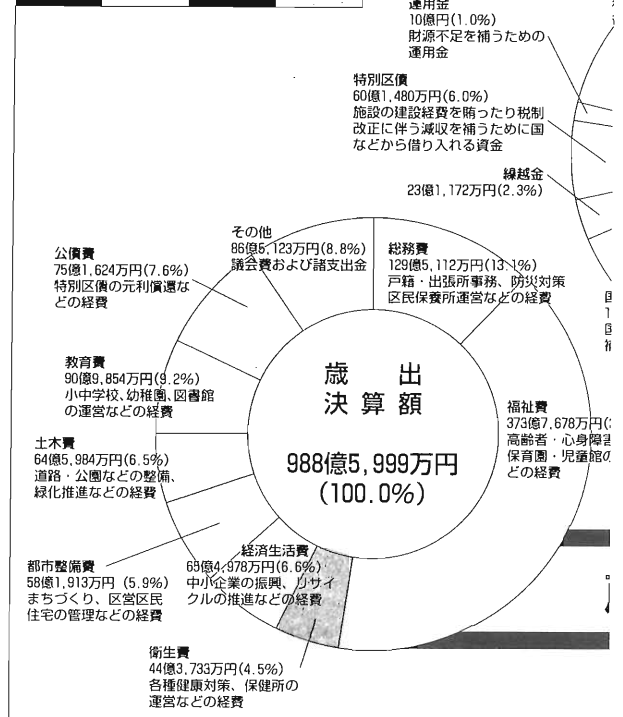 運用金
10億円(1.0%)
財源不足を補うための
運用金
特別区債
60億1,480万円(6.0%)
施設の建設経費を賄ったり税制
改正に伴う減収を補うために国
などから借り入れる資金
繰越金
23億1,172万円(2.3%)
その他
86億5,123万円(8.8%)
議会費および諸支出金
総務費
129億5,112万円(13.1%)
戸籍・出張所事務、防災対策
区民保養所運営などの経費
公債費
75億1,624万円(7.6%)
特別区債の元利償還な
どの経費
教育費
90億9,854万円(9.2%)
小中学校、幼稚園、図書館
の運営などの経費
歳出
決算額
988億5,999万円
(100.0%)
福祉費
373億7,678万円(
高齢者・心身障害
保育園・児童館の
どの経費
土木費
64億5,984万円(6.5%)
道路・公園などの整備、
緑化推進などの経費
都市整備費
58億1,913万円 (5.9%)
まちづくり、区営区民
住宅の管理などの経費
経済生活費
65億4,978万円(6.6%)
中小企業の振興、リサイ
クルの推進などの経費
衛生費
44億3,733万円(4.5%)
各種健康対策、保健所の
運営などの経費